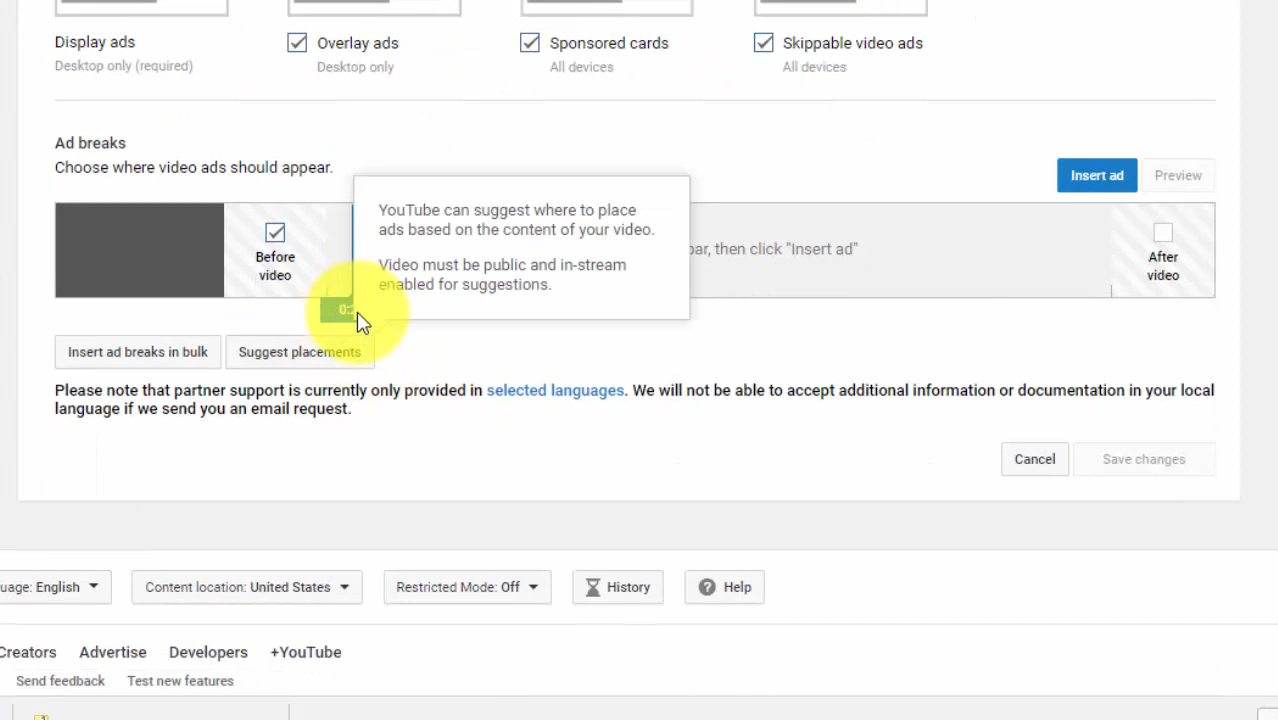 Display ads
Desktop only (required)
Overlay ads
Desktop only
Sponsored cards
All devices
Skippable video ads
All devices
Ad breaks
Choose where video ads should appear.
Insert ad
Preview
Before
video
YouTube can suggest where to place
ads based on the content of your video.
Video must be public and in-stream
enabled for suggestions.
then click "Insert ad"
After
video
Insert ad breaks in bulk
Suggest placements
Please note that partner support is currently only provided in selected languages. We will not be able to accept additional information or documentation in your local
language if we send you an email request.
Cancel
Save changes
English
Content location: United States
Restricted Mode: Off
History
Help
Creators
Advertise
Developers
+YouTube
Send feedback
Test new features